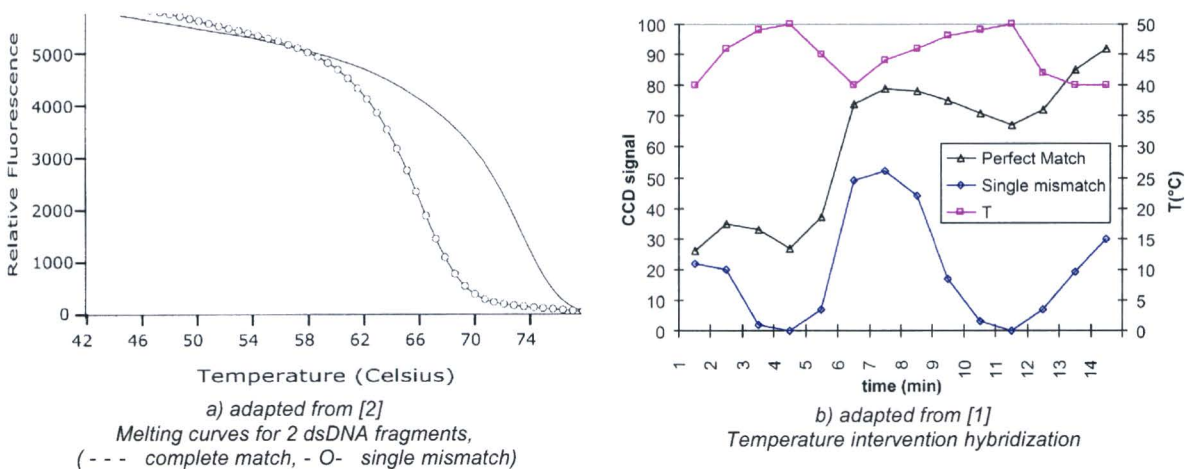 Relative Fluorescence
5000
4000
3000
2000
1000
0
42 46 50 54 58 62 66 70 74
Temperature (Celsius)
a) adapted from [2]
Melting curves for 2 dsDNA fragments,
( - - - complete match, - O- single mismatch)
CCD signal
100
90
80
70
60
50
40
30
20
10
0
Perfect Match
Single mismatch
T
50
45
40
35
30
25
20
15
10
5
0
T(°C)
1 2 3 4 5 6 7 8 9 10 11 12 13 14
time (min)
b) adapted from [1]
Temperature intervention hybridization